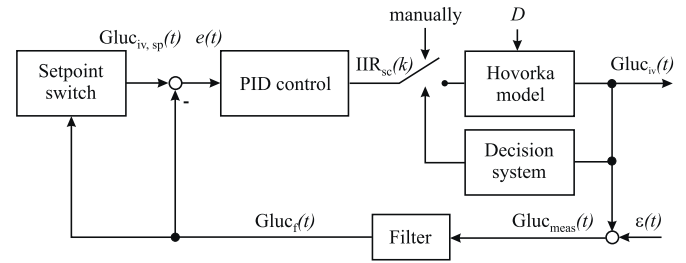 manually
D
Gluc_iv, sp(t)
e(t)
Setpoint
switch
PID control
IIR_sc(k)
Hovorka
model
Gluc_iv(t)
-
Decision
system
Gluc_f(t)
Filter
Gluc_meas(t)
ε(t)